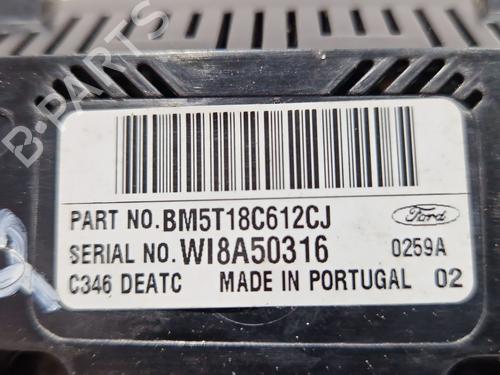 B-PARTS
PART NO. BM5T18C612CJ
Ford
SERIAL NO. WI8A50316
0259A
C346 DEATC MADE IN PORTUGAL 02